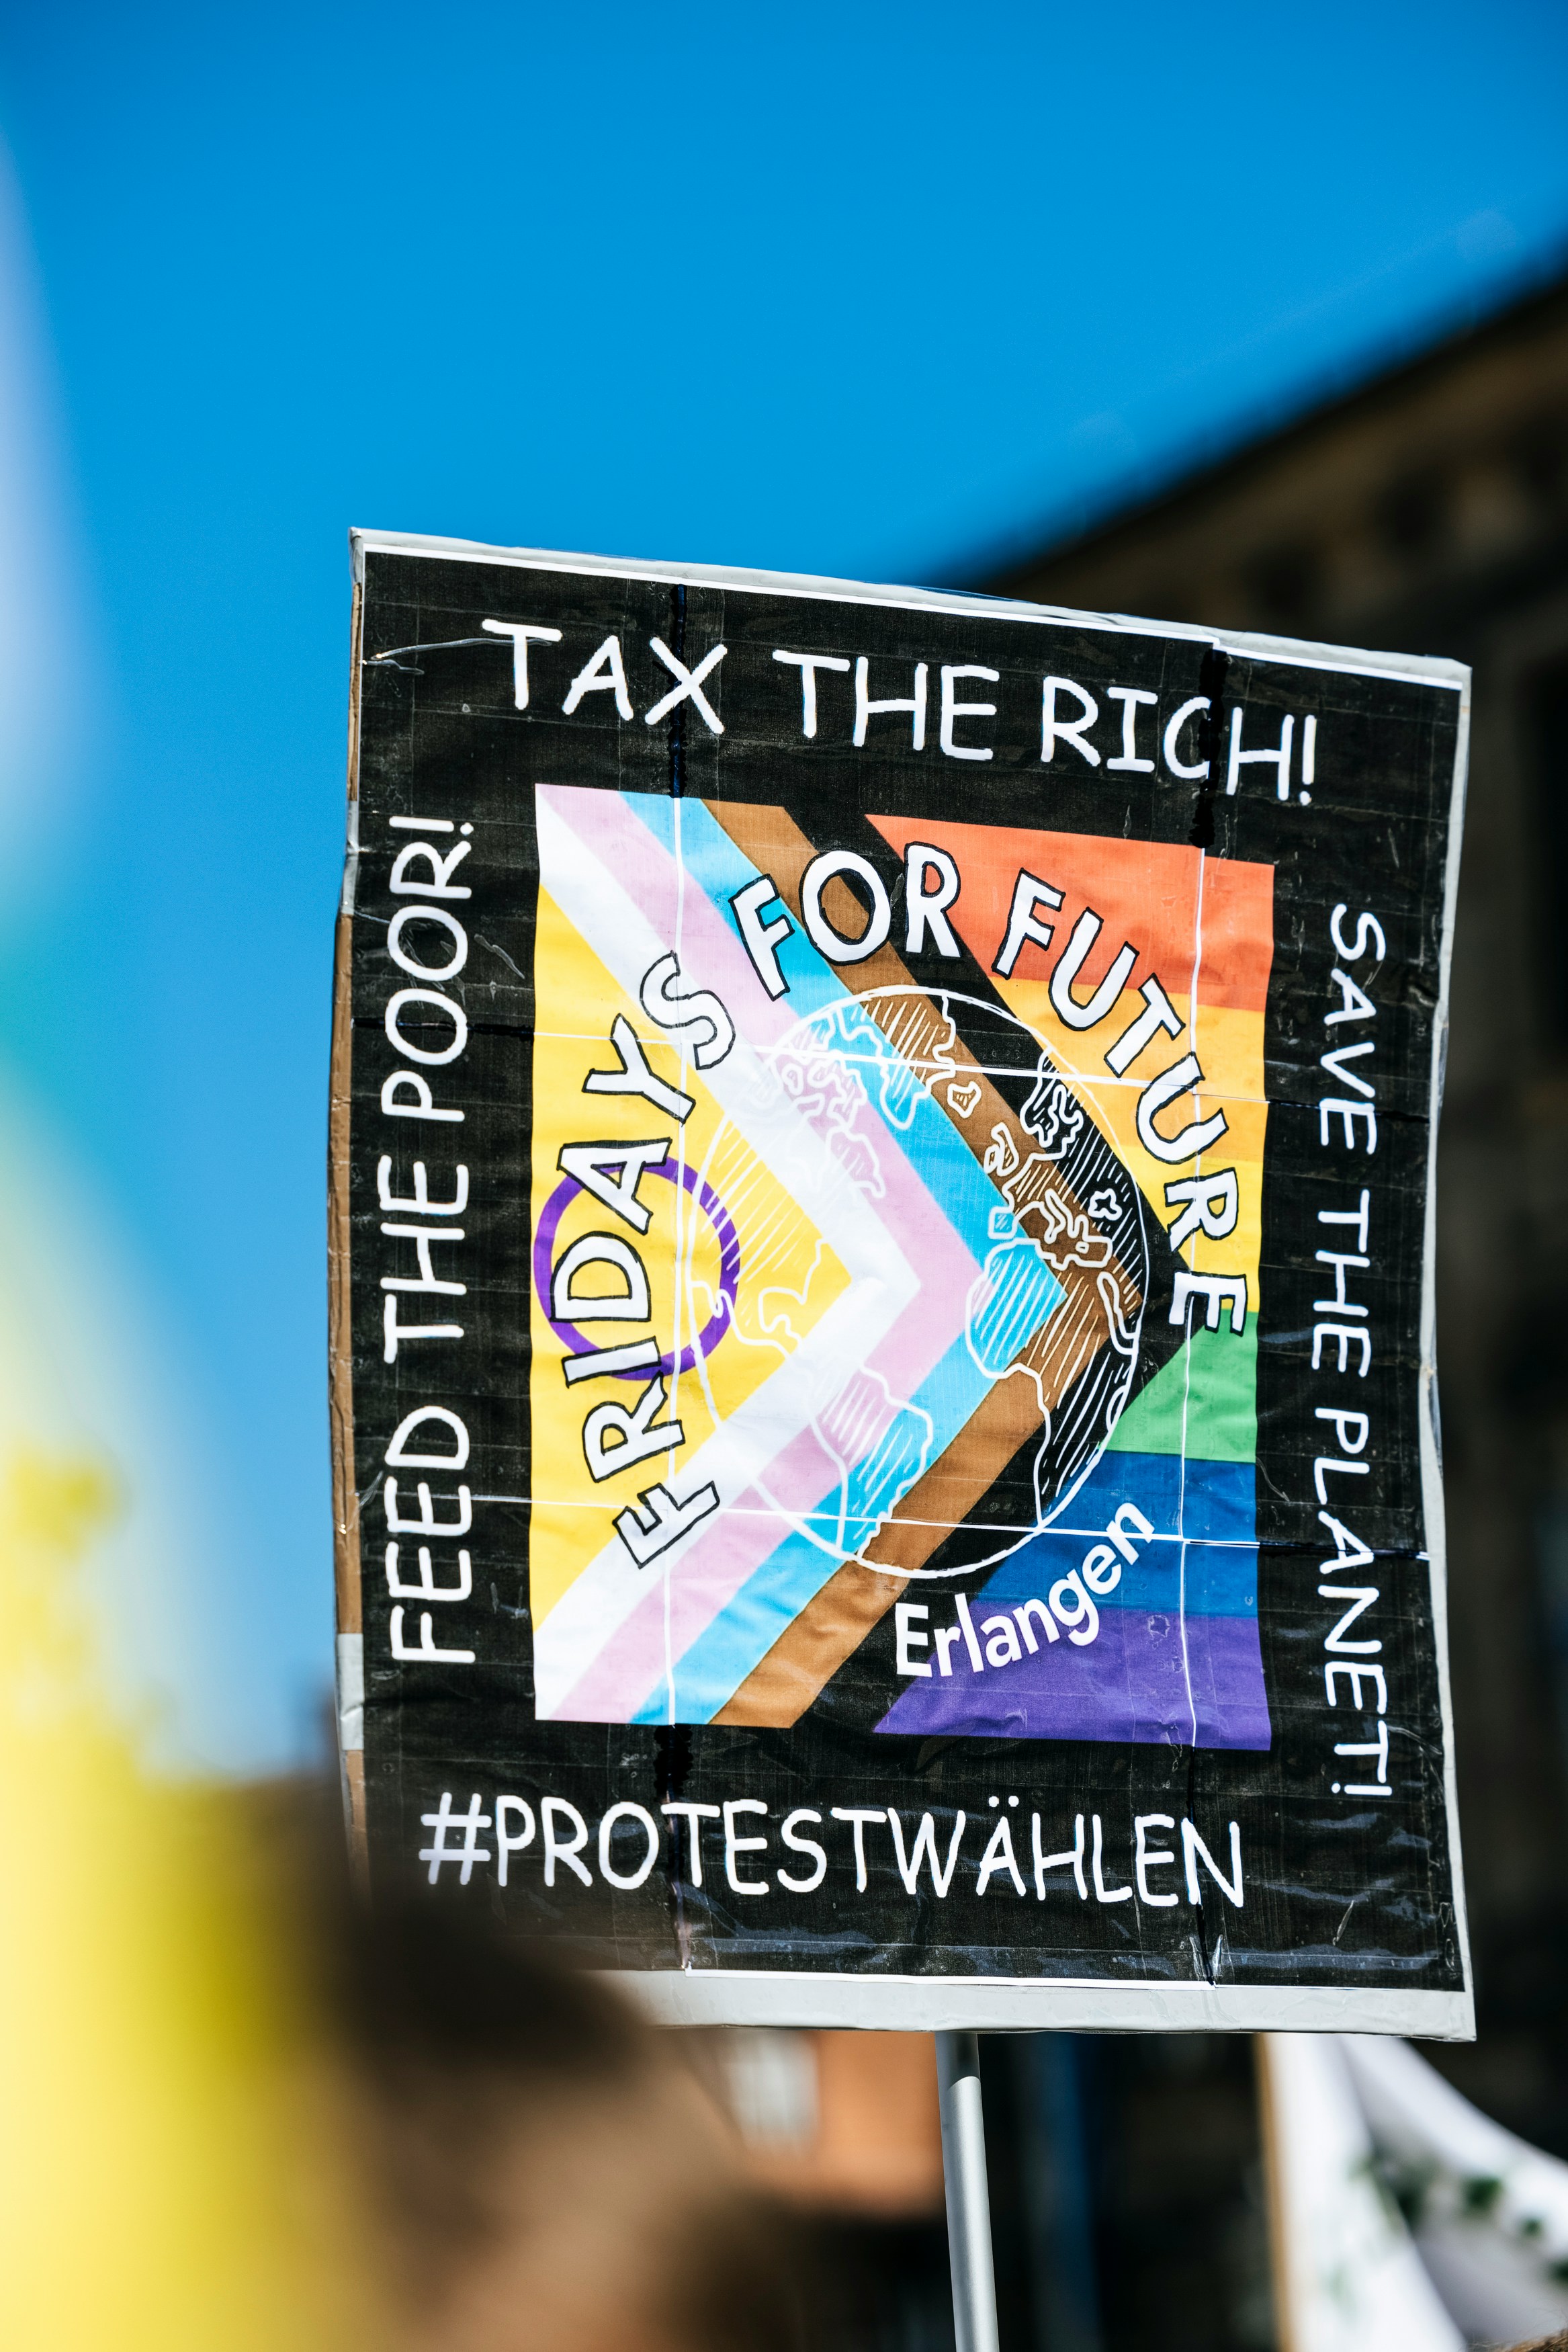 TAX THE RICH!
FEED THE POOR!
FRIDAYS FOR FUTURE
Erlangen
SAVE THE PLANET!
#PROTESTWÄHLEN